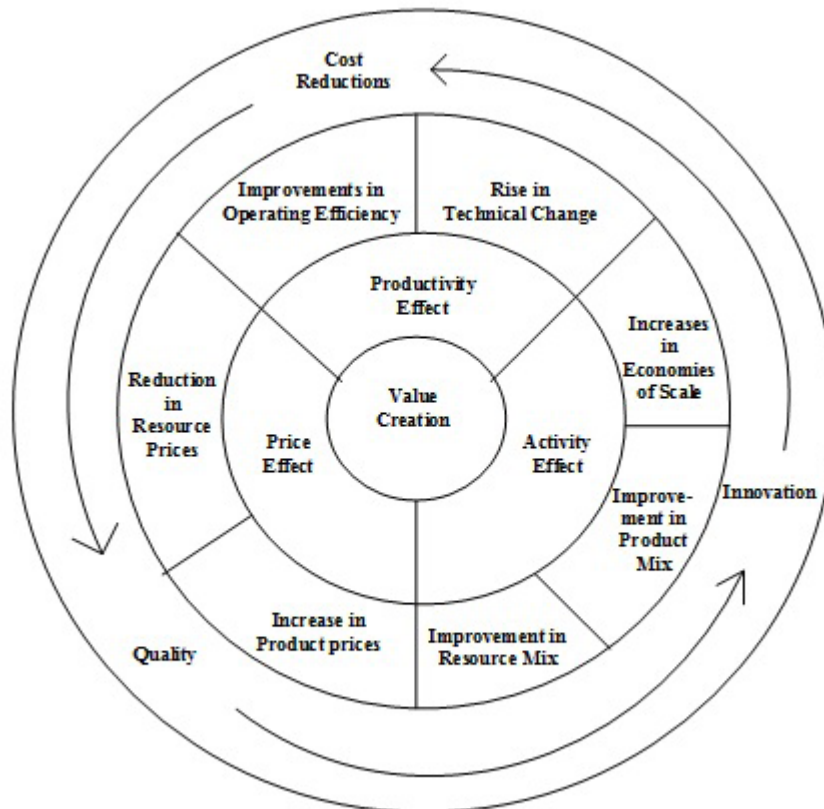 Cost
Reductions
Improvements in
Operating Efficiency
Rise in
Technical Change
Productivity
Effect
Increases
in
Economies
of Scale
Reduction
in
Resource
Prices
Value
Creation
Price
Effect
Activity
Effect
Improve-
ment in
Product
Mix
Innovation
Increase in
Product prices
Improvement in
Resource Mix
Quality